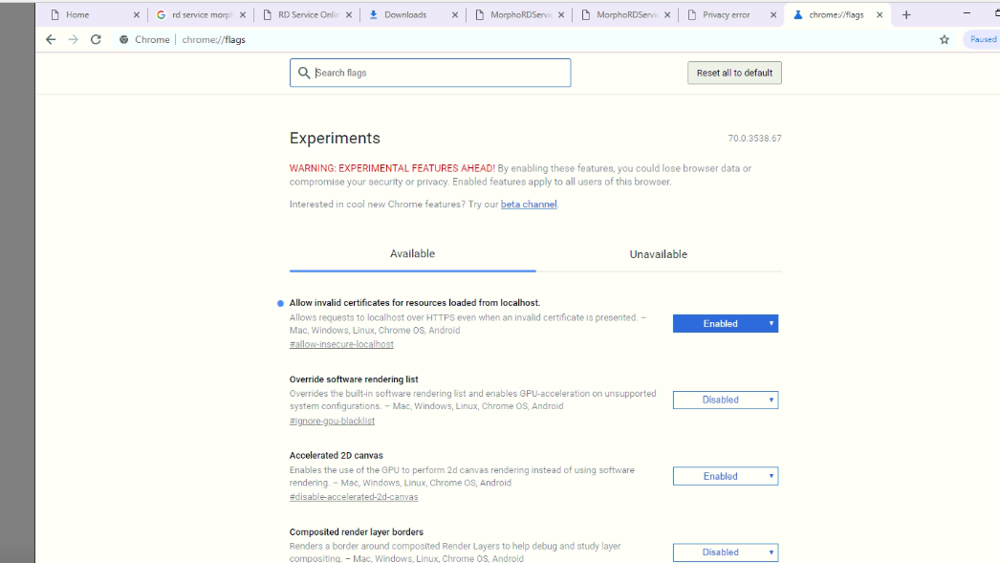 Home
rd service morph
RD Service Onlin
Downloads
MorphoRDServic
MorphoRDServic
Privacy error
chrome://flags
Chrome
chrome://flags
Paused
Search flags
Reset all to default
Experiments
70.0.3538.67
WARNING: EXPERIMENTAL FEATURES AHEAD! By enabling these features, you could lose browser data or
compromise your security or privacy. Enabled features apply to all users of this browser.
Interested in cool new Chrome features? Try our beta channel.
Available
Unavailable
Allow invalid certificates for resources loaded from localhost.
Allows requests to localhost over HTTPS even when an invalid certificate is presented. –
Mac, Windows, Linux, Chrome OS, Android
#allow-insecure-localhost
Enabled
Override software rendering list
Overrides the built-in software rendering list and enables GPU-acceleration on unsupported
system configurations. – Mac, Windows, Linux, Chrome OS, Android
#ignore-gpu-blacklist
Disabled
Accelerated 2D canvas
Enables the use of the GPU to perform 2d canvas rendering instead of using software
rendering. – Mac, Windows, Linux, Chrome OS, Android
#disable-accelerated-2d-canvas
Enabled
Composited render layer borders
Renders a border around composited Render Layers to help debug and study layer
compositing. – Mac, Windows, Linux, Chrome OS, Android
Disabled